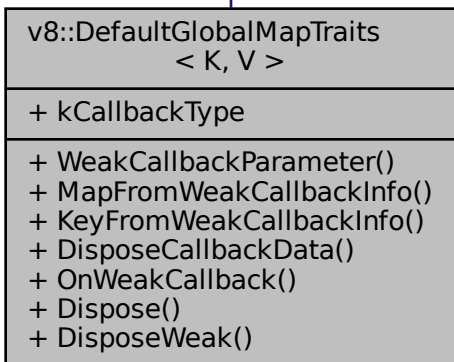 v8::DefaultGlobalMapTraits
< K, V >
+ kCallbackType
+ WeakCallbackParameter()
+ MapFromWeakCallbackInfo()
+ KeyFromWeakCallbackInfo()
+ DisposeCallbackData()
+ OnWeakCallback()
+ Dispose()
+ DisposeWeak()